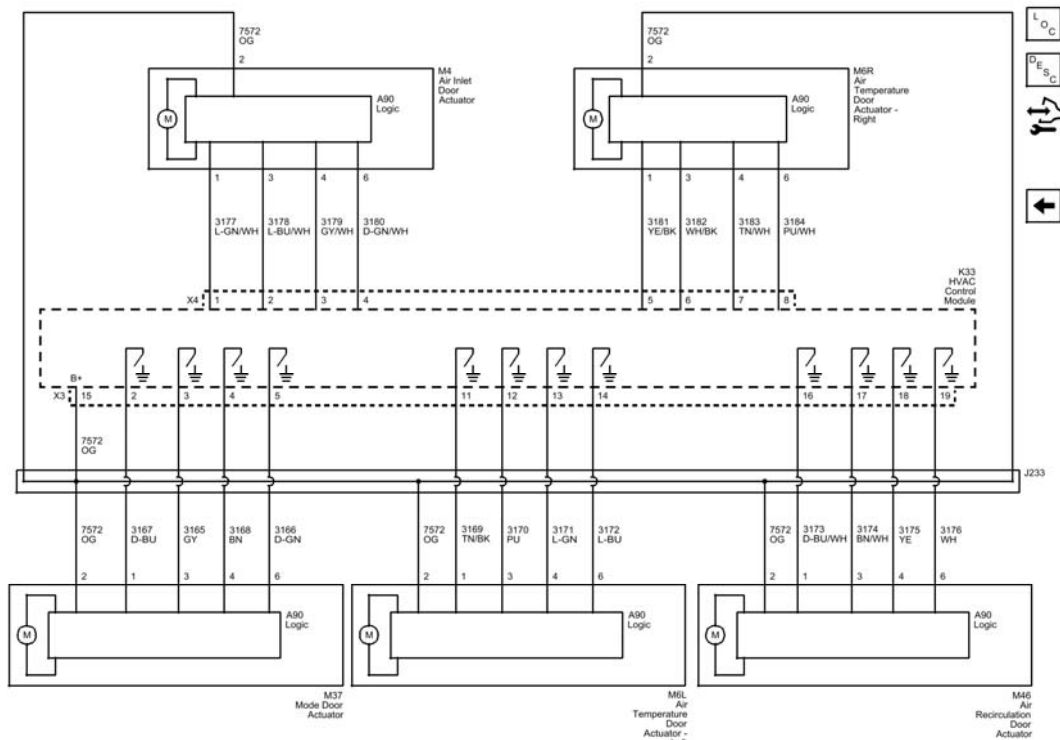 7572
OG
2
M4
Air Inlet
Door
Actuator
A90
Logic
M
1
3
4
6
3177
L-GN/WH
3178
L-BU/WH
3179
GY/WH
3180
D-GN/WH
7572
OG
2
M6R
Air
Temperature
Door
Actuator -
Right
A90
Logic
M
1
3
4
6
3181
YE/BK
3182
WH/BK
3183
TN/WH
3184
PU/WH
LOC
DESC
K33
HVAC
Control
Module
X4
1
2
3
4
5
6
7
8
B+
X3
15
2
3
4
5
11
12
13
14
16
17
18
19
7572
OG
J233
7572
OG
3167
D-BU
3165
GY
3168
BN
3166
D-GN
7572
OG
3169
TN/BK
3170
PU
3171
L-GN
3172
L-BU
7572
OG
3173
D-BU/WH
3174
BN/WH
3175
YE
3176
WH
2
1
3
4
6
2
1
3
4
6
2
1
3
4
6
M
A90
Logic
M
A90
Logic
M
A90
Logic
M37
Mode Door
Actuator
M6L
Air
Temperature
Door
Actuator -
M46
Air
Recirculation
Door
Actuator